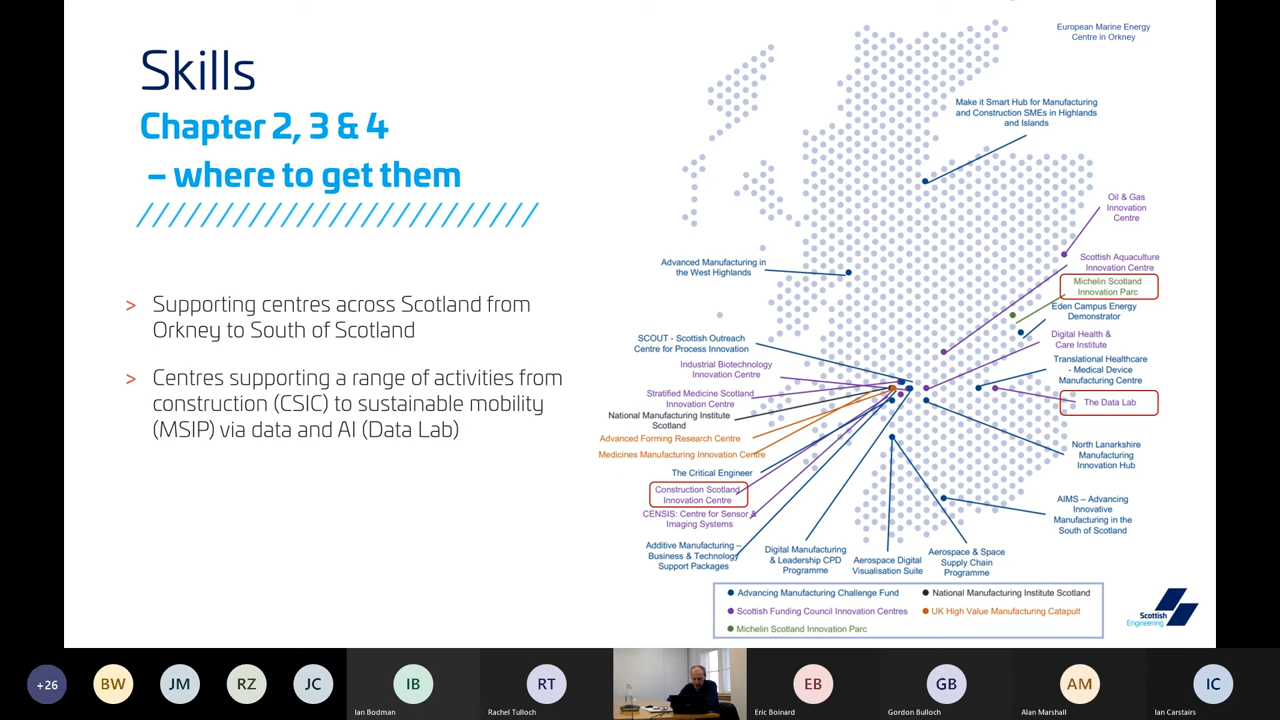 Skills
Chapter 2, 3 & 4
– where to get them
> Supporting centres across Scotland from
Orkney to South of Scotland
> Centres supporting a range of activities from
construction (CSIC) to sustainable mobility
(MSIP) via data and AI (Data Lab)
European Marine Energy
Centre in Orkney
Make it Smart Hub for Manufacturing
and Construction SMEs in Highlands
and Islands
Oil & Gas
Innovation
Centre
Advanced Manufacturing in
the West Highlands
Scottish Aquaculture
Innovation Centre
Michelin Scotland
Innovation Parc
Eden Campus Energy
Demonstrator
Digital Health &
Care Institute
Translational Healthcare
- Medical Device
Manufacturing Centre
The Data Lab
North Lanarkshire
Manufacturing
Innovation Hub
AIMS – Advancing
Innovative
Manufacturing in the
South of Scotland
SCOUT - Scottish Outreach
Centre for Process Innovation
Industrial Biotechnology
Innovation Centre
Stratified Medicine Scotland
Innovation Centre
National Manufacturing Institute
Scotland
Advanced Forming Research Centre
Medicines Manufacturing Innovation Centre
The Critical Engineer
Construction Scotland
Innovation Centre
CENSIS: Centre for Sensor &
Imaging Systems
Additive Manufacturing –
Business & Technology
Support Packages
Digital Manufacturing
& Leadership CPD
Programme
Aerospace Digital
Visualisation Suite
Aerospace & Space
Supply Chain
Programme
Advancing Manufacturing Challenge Fund
National Manufacturing Institute Scotland
Scottish Funding Council Innovation Centres
UK High Value Manufacturing Catapult
Michelin Scotland Innovation Parc
Scottish
Engineering
+26
BW
JM
RZ
JC
IB
Ian Bodman
RT
Rachel Tulloch
EB
Eric Boinard
GB
Gordon Bulloch
AM
Alan Marshall
IC
Ian Carstairs